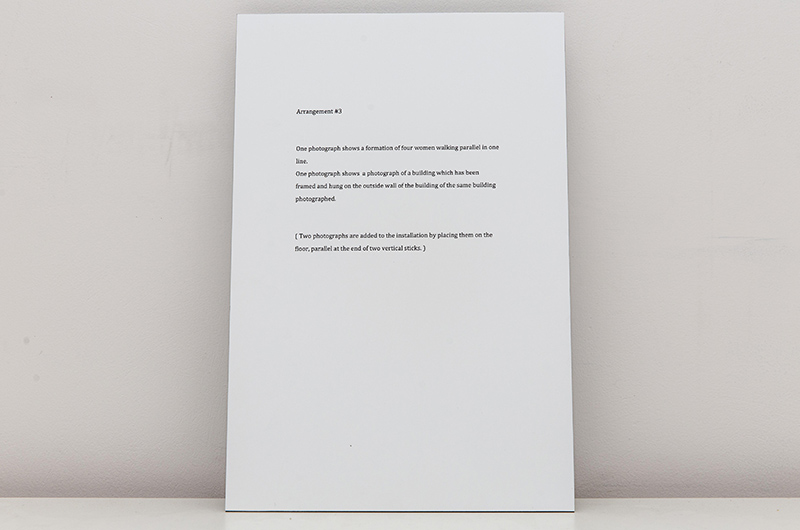 Arrangement #3
One photograph shows a formation of four women walking parallel in one
line.
One photograph shows  a photograph of a building which has been
framed and hung on the outside wall of the building of the same building
photographed.
( Two photographs are added to the installation by placing them on the
floor, parallel at the end of two vertical sticks. )